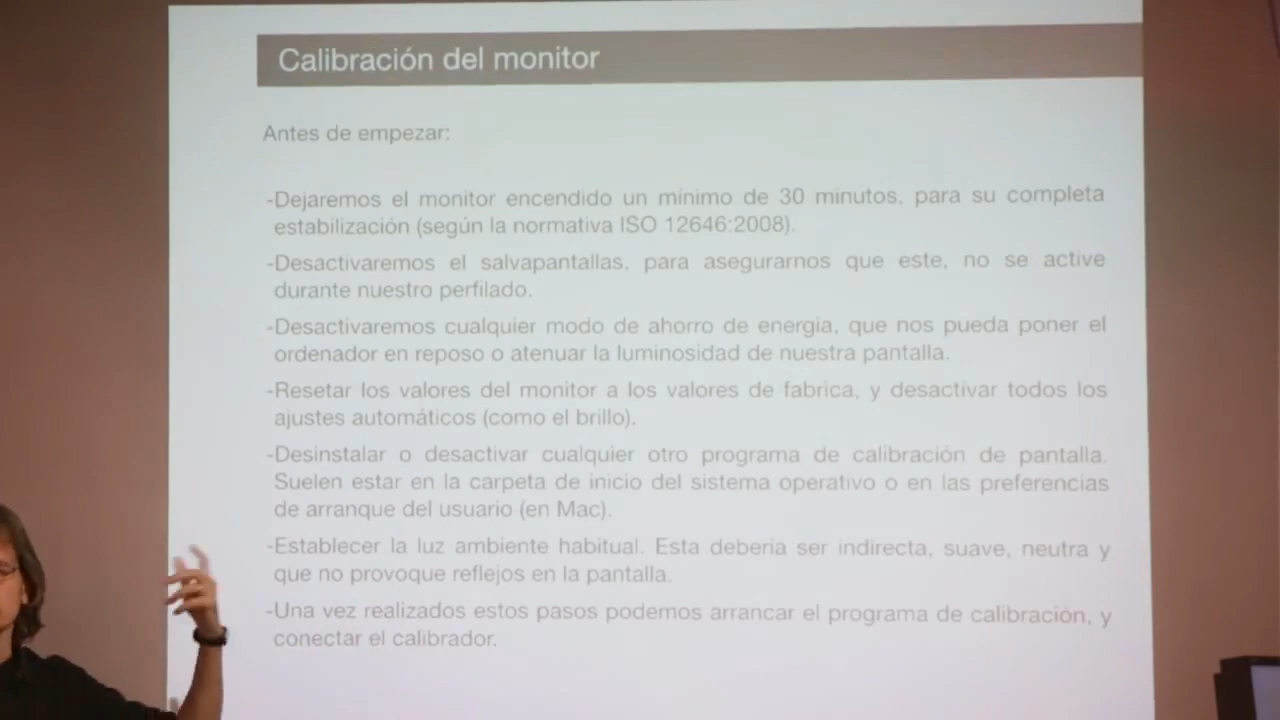 Calibración del monitor
Antes de empezar:
-Dejaremos el monitor encendido un mínimo de 30 minutos, para su completa
estabilización (según la normativa ISO 12646:2008).
-Desactivaremos el salvapantallas, para asegurarnos que este, no se active
durante nuestro perfilado.
-Desactivaremos cualquier modo de ahorro de energia, que nos pueda poner el
ordenador en reposo o atenuar la luminosidad de nuestra pantalla.
-Resetar los valores del monitor a los valores de fabrica, y desactivar todos los
ajustes automáticos (como el brillo).
-Desinstalar o desactivar cualquier otro programa de calibración de pantalla.
Suelen estar en la carpeta de inicio del sistema operativo o en las preferencias
de arranque del usuario (en Mac).
-Establecer la luz ambiente habitual. Esta deberia ser indirecta, suave, neutra y
que no provoque reflejos en la pantalla.
-Una vez realizados estos pasos podemos arrancar el programa de calibración, y
conectar el calibrador.